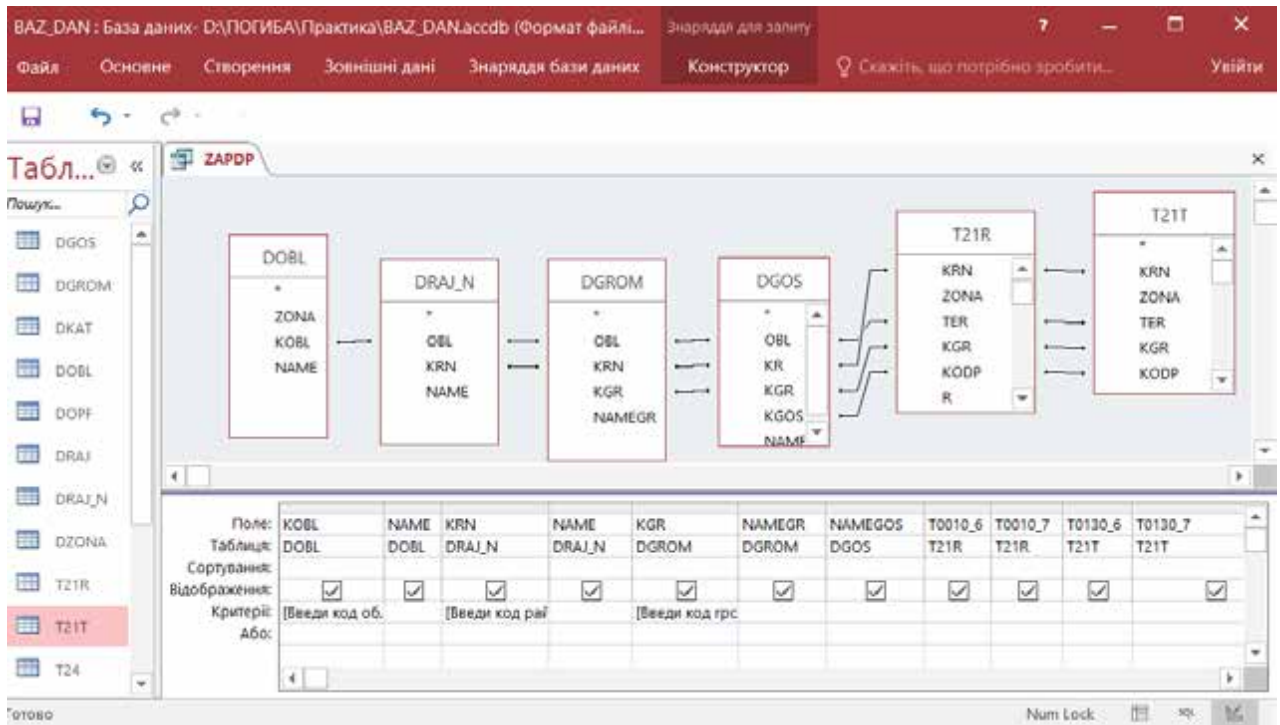 BAZ_DAN : База даних- D:\ПОГИБА\Практика\BAZ_DAN.accdb (Формат файлі... Знаряддя для запиту ?
Файл Основне Створення Зовнішні дані Знаряддя бази даних Конструктор Скажіть, що потрібно зробити... Увійти
Табл... «
ZAPDP
Пошук...
DGOS
DGROM
DKAT
DOBL
DOPF
DRAJ
DRAJ_N
DZONA
T21R
T21T
T24
DOBL
*
ZONA
KOBL
NAME
DRAJ_N
*
OBL
KRN
NAME
DGROM
*
OBL
KRN
KGR
NAMEGR
DGOS
*
OBL
KR
KGR
KGOS
NAME
T21R
KRN
ZONA
TER
KGR
KODP
R
T21T
*
KRN
ZONA
TER
KGR
KODP
Поле: KOBL NAME KRN NAME KGR NAMEGR NAMEGOS T0010_6 T0010_7 T0130_6 T0130_7
Таблиця: DOBL DOBL DRAJ_N DRAJ_N DGROM DGROM DGOS T21R T21R T21T T21T
Сортування:
Відображення:
Критерії: [Введи код об. [Введи код рай [Введи код грс
Або:
Готово Num Lock SQL